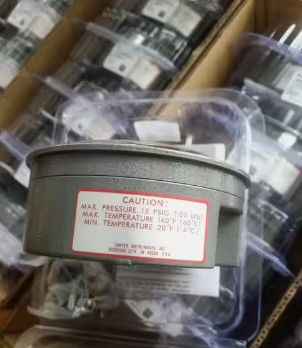 CAUTION:
MAX. PRESSURE 15 PSIG (100 kPa)
MAX. TEMPERATURE 140°F (60°C)
MIN. TEMPERATURE 20°F (-6°C)
DWYER INSTRUMENTS, INC.
MICHIGAN CITY, IN 46360 U.S.A.